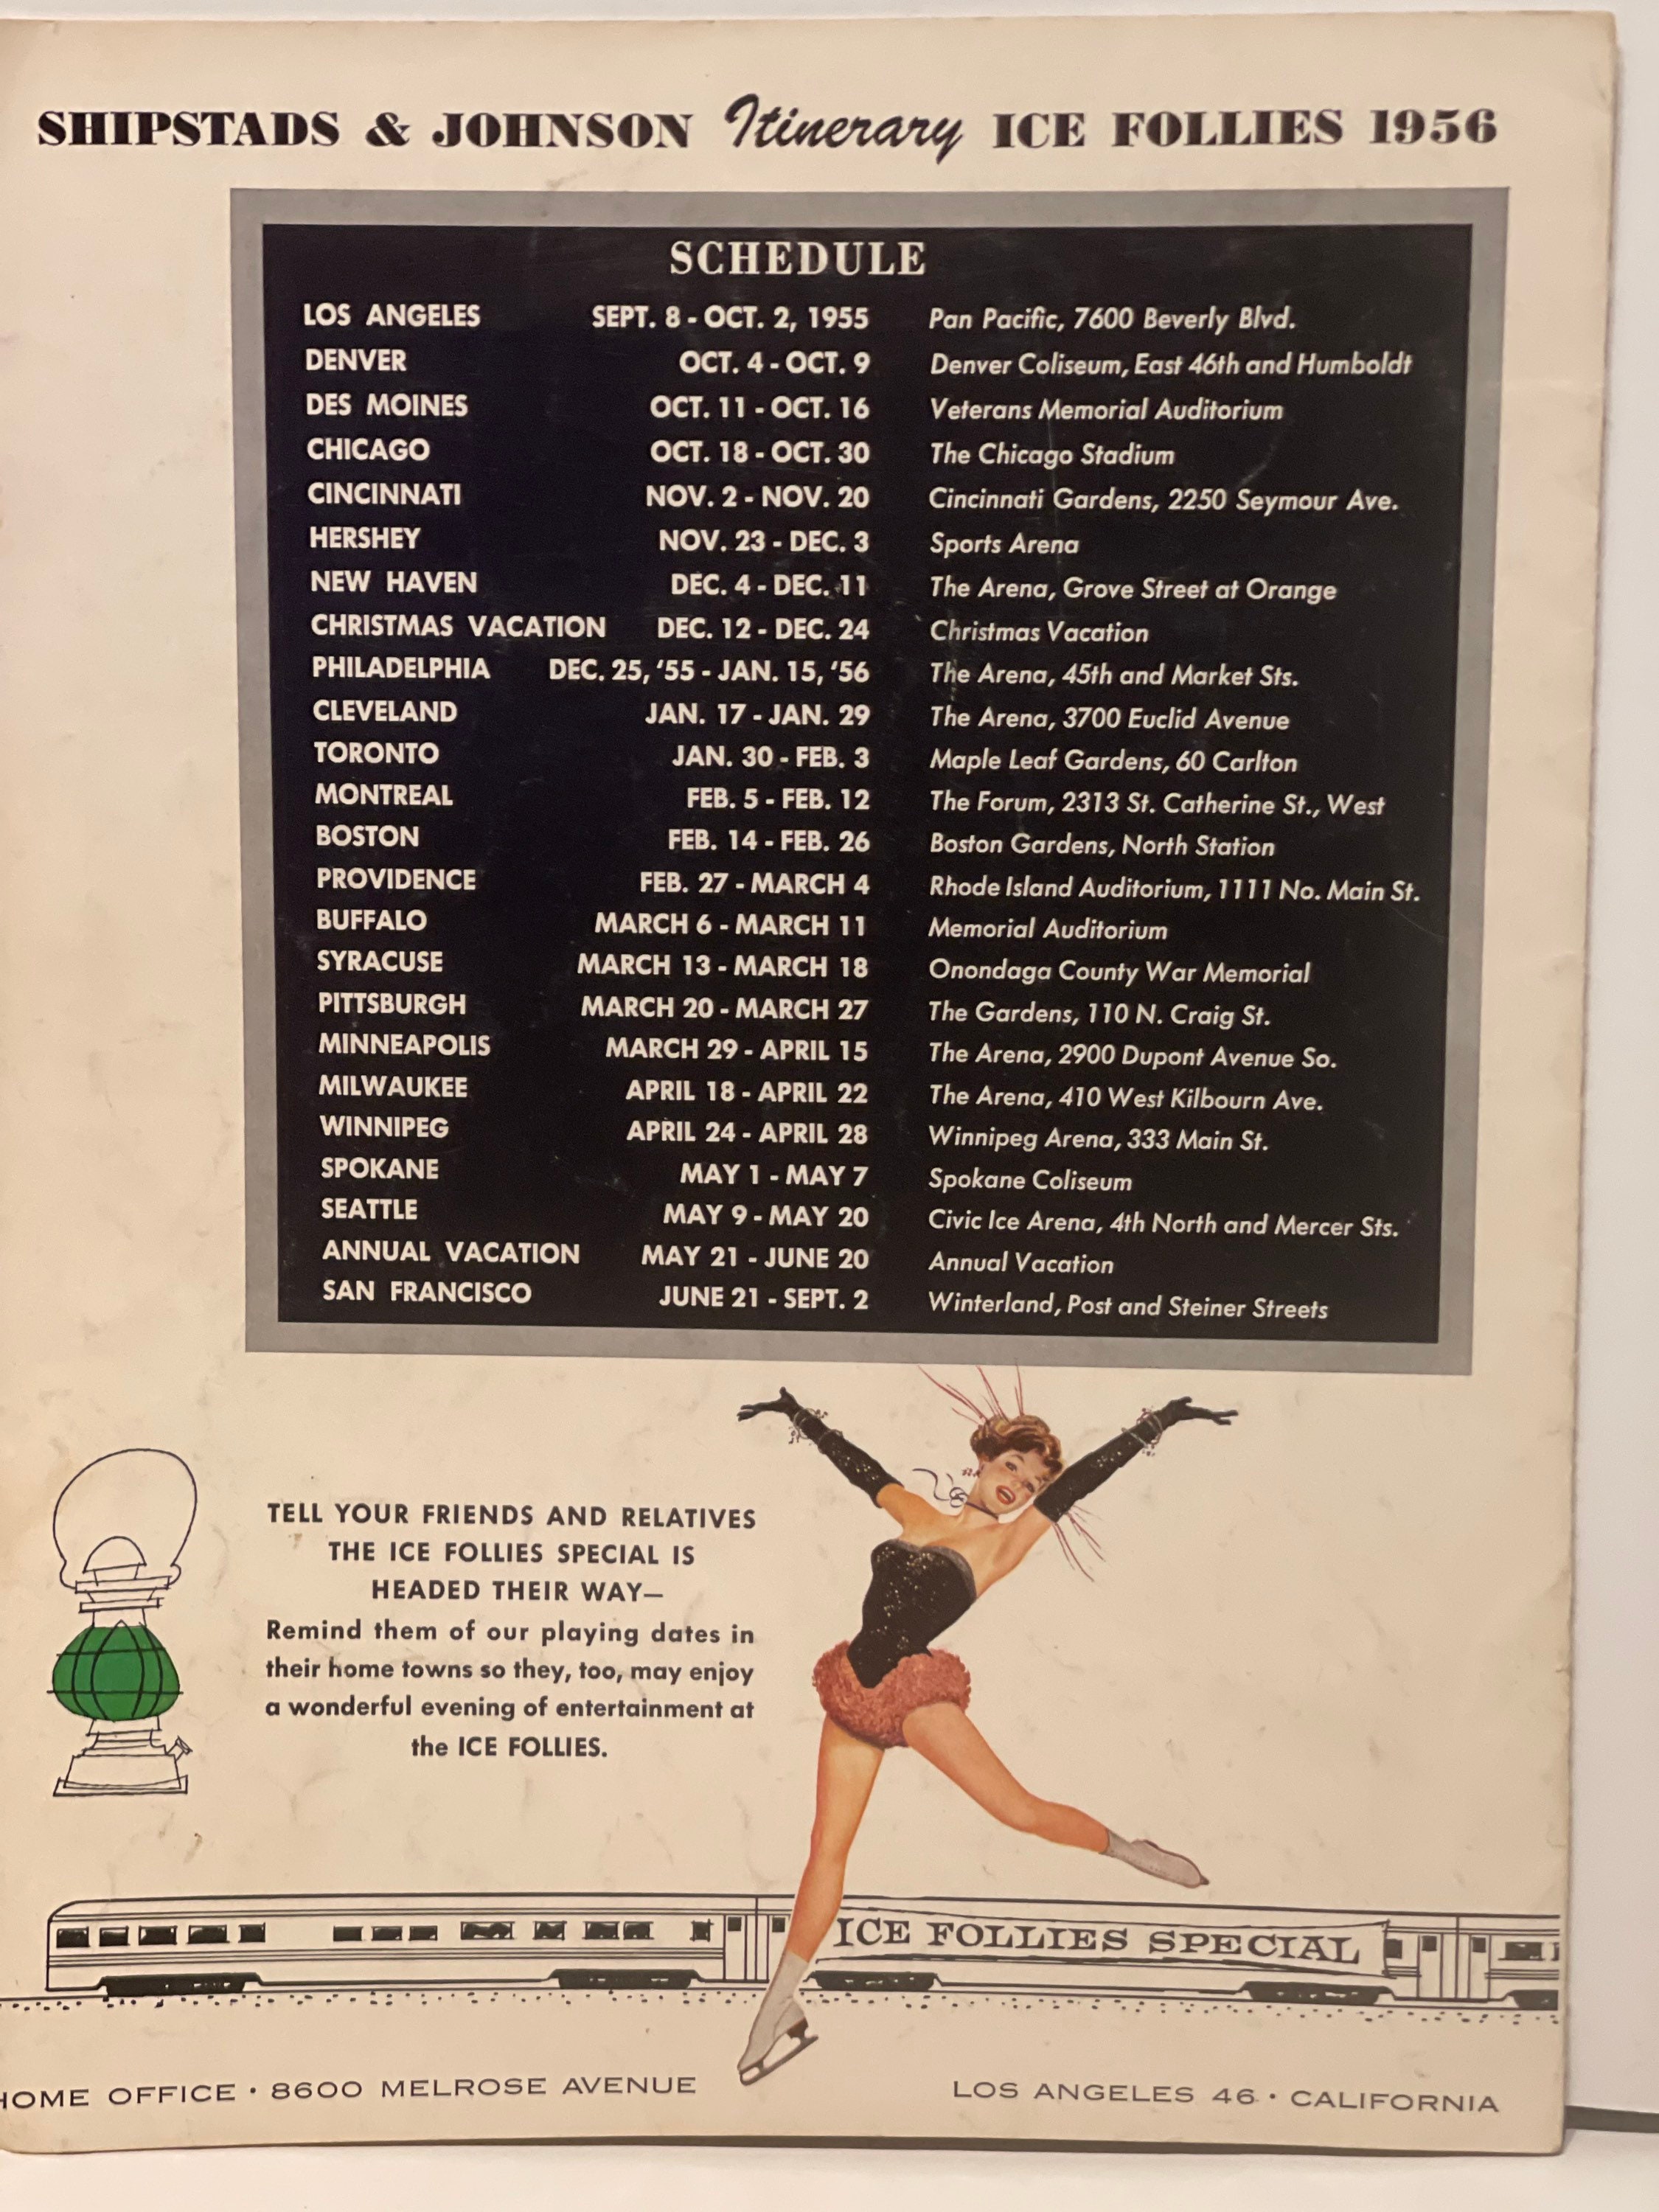 SHIPSTADS & JOHNSON Itinerary ICE FOLLIES 1956
SCHEDULE
LOS ANGELES SEPT. 8 - OCT. 2, 1955 Pan Pacific, 7600 Beverly Blvd.
DENVER OCT. 4 - OCT. 9 Denver Coliseum, East 46th and Humboldt
DES MOINES OCT. 11 - OCT. 16 Veterans Memorial Auditorium
CHICAGO OCT. 18 - OCT. 30 The Chicago Stadium
CINCINNATI NOV. 2 - NOV. 20 Cincinnati Gardens, 2250 Seymour Ave.
HERSHEY NOV. 23 - DEC. 3 Sports Arena
NEW HAVEN DEC. 4 - DEC. 11 The Arena, Grove Street at Orange
CHRISTMAS VACATION DEC. 12 - DEC. 24 Christmas Vacation
PHILADELPHIA DEC. 25, '55 - JAN. 15, '56 The Arena, 45th and Market Sts.
CLEVELAND JAN. 17 - JAN. 29 The Arena, 3700 Euclid Avenue
TORONTO JAN. 30 - FEB. 3 Maple Leaf Gardens, 60 Carlton
MONTREAL FEB. 5 - FEB. 12 The Forum, 2313 St. Catherine St., West
BOSTON FEB. 14 - FEB. 26 Boston Gardens, North Station
PROVIDENCE FEB. 27 - MARCH 4 Rhode Island Auditorium, 1111 No. Main St.
BUFFALO MARCH 6 - MARCH 11 Memorial Auditorium
SYRACUSE MARCH 13 - MARCH 18 Onondaga County War Memorial
PITTSBURGH MARCH 20 - MARCH 27 The Gardens, 110 N. Craig St.
MINNEAPOLIS MARCH 29 - APRIL 15 The Arena, 2900 Dupont Avenue So.
MILWAUKEE APRIL 18 - APRIL 22 The Arena, 410 West Kilbourn Ave.
WINNIPEG APRIL 24 - APRIL 28 Winnipeg Arena, 333 Main St.
SPOKANE MAY 1 - MAY 7 Spokane Coliseum
SEATTLE MAY 9 - MAY 20 Civic Ice Arena, 4th North and Mercer Sts.
ANNUAL VACATION MAY 21 - JUNE 20 Annual Vacation
SAN FRANCISCO JUNE 21 - SEPT. 2 Winterland, Post and Steiner Streets
TELL YOUR FRIENDS AND RELATIVES
THE ICE FOLLIES SPECIAL IS
HEADED THEIR WAY—
Remind them of our playing dates in
their home towns so they, too, may enjoy
a wonderful evening of entertainment at
the ICE FOLLIES.
ICE FOLLIES SPECIAL
HOME OFFICE • 8600 MELROSE AVENUE LOS ANGELES 46 • CALIFORNIA